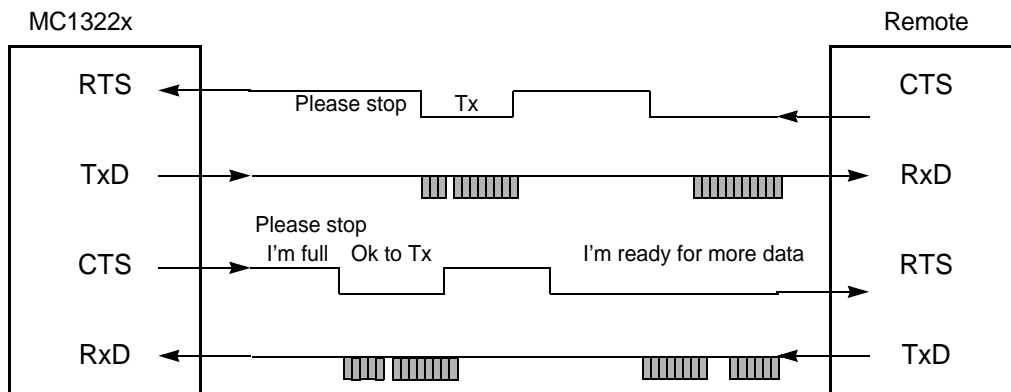 MC1322x Remote
RTS CTS
Please stop Tx
TxD RxD
Please stop
I'm full Ok to Tx I'm ready for more data
CTS RTS
RxD TxD